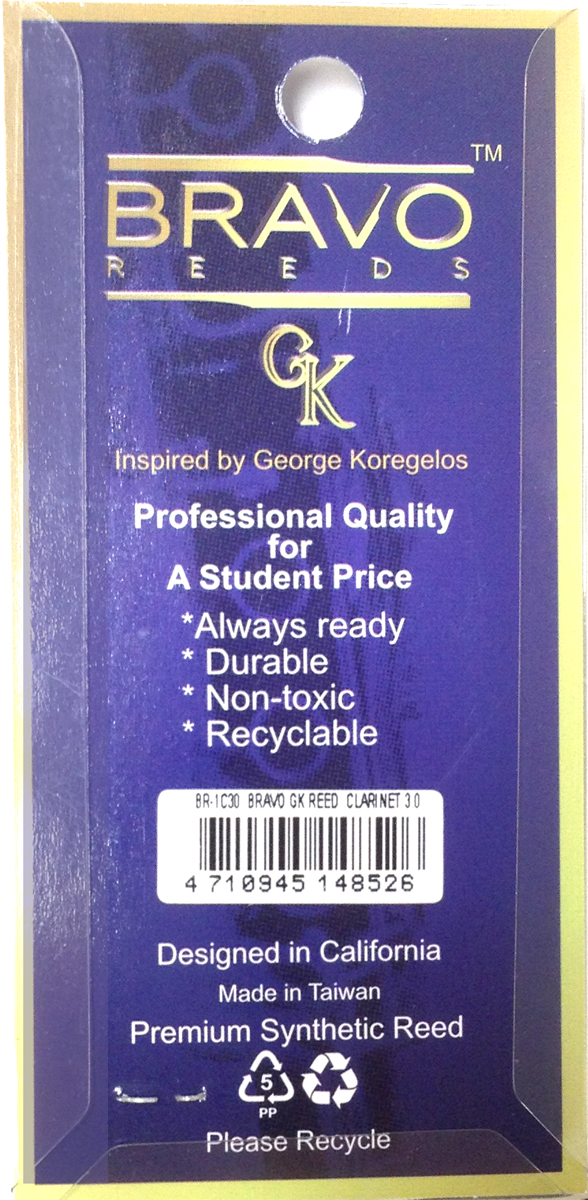 TM
BRAVO
REEDS
GK
Inspired by George Koregelos
Professional Quality
for
A Student Price
*Always ready
* Durable
* Non-toxic
* Recyclable
BR-1C30 BRAVO GK REED CLARINET 3.0
4 710945 148526
Designed in California
Made in Taiwan
Premium Synthetic Reed
5
PP
Please Recycle